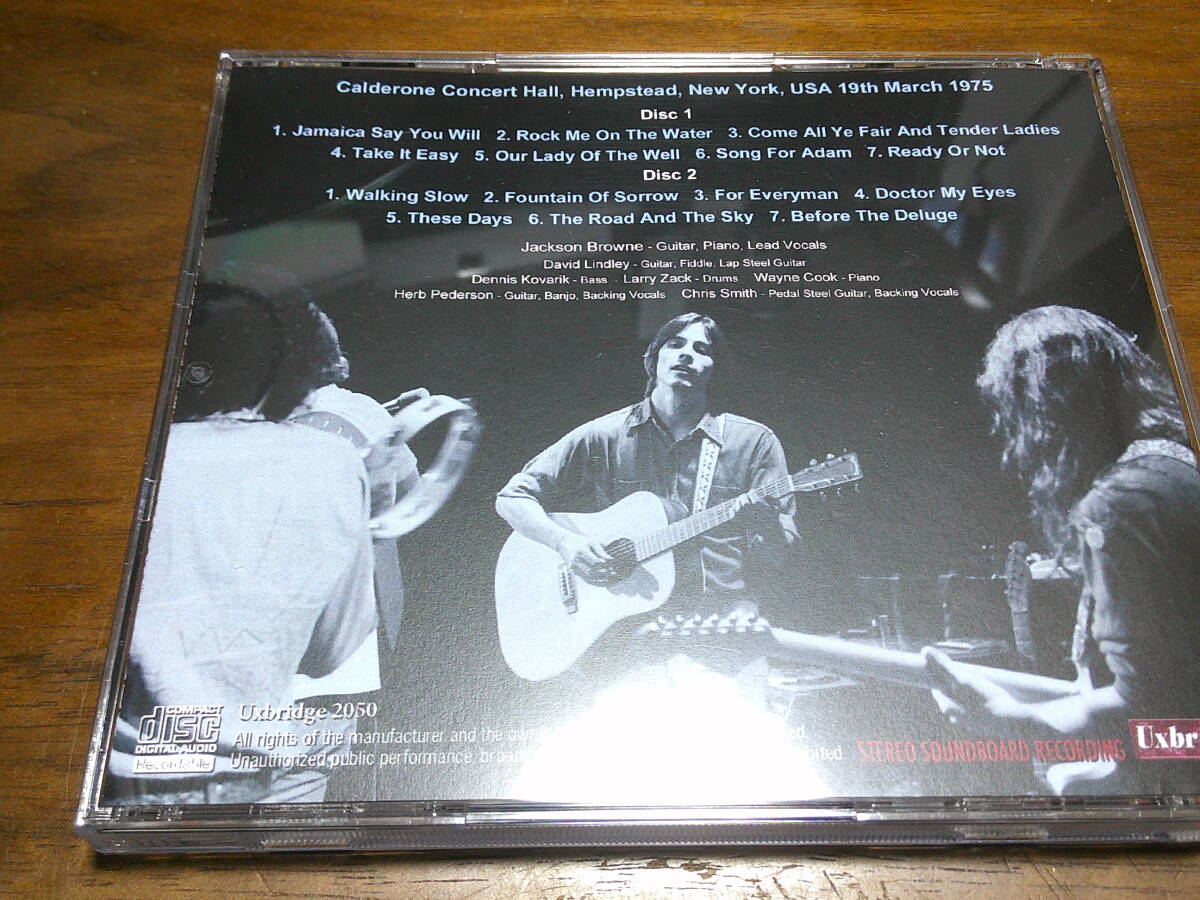 Calderone Concert Hall, Hempstead, New York, USA 19th March 1975
Disc 1
1. Jamaica Say You Will 2. Rock Me On The Water 3. Come All Ye Fair And Tender Ladies
4. Take It Easy 5. Our Lady Of The Well 6. Song For Adam 7. Ready Or Not
Disc 2
1. Walking Slow 2. Fountain Of Sorrow 3. For Everyman 4. Doctor My Eyes
5. These Days 6. The Road And The Sky 7. Before The Deluge
Jackson Browne - Guitar, Piano, Lead Vocals
David Lindley - Guitar, Fiddle, Lap Steel Guitar
Dennis Kovarik - Bass . Larry Zack - Drums Wayne Cook - Piano
Herb Pederson - Guitar, Banjo, Backing Vocals Chris Smith - Pedal Steel Guitar, Backing Vocals
COMPACT
disc
DIGITAL AUDIO
Recordable
Uxbridge 2050
All rights of the manufacturer and the
Unauthorized public performance
STEREO SOUNDBOARD RECORDING
Uxbr